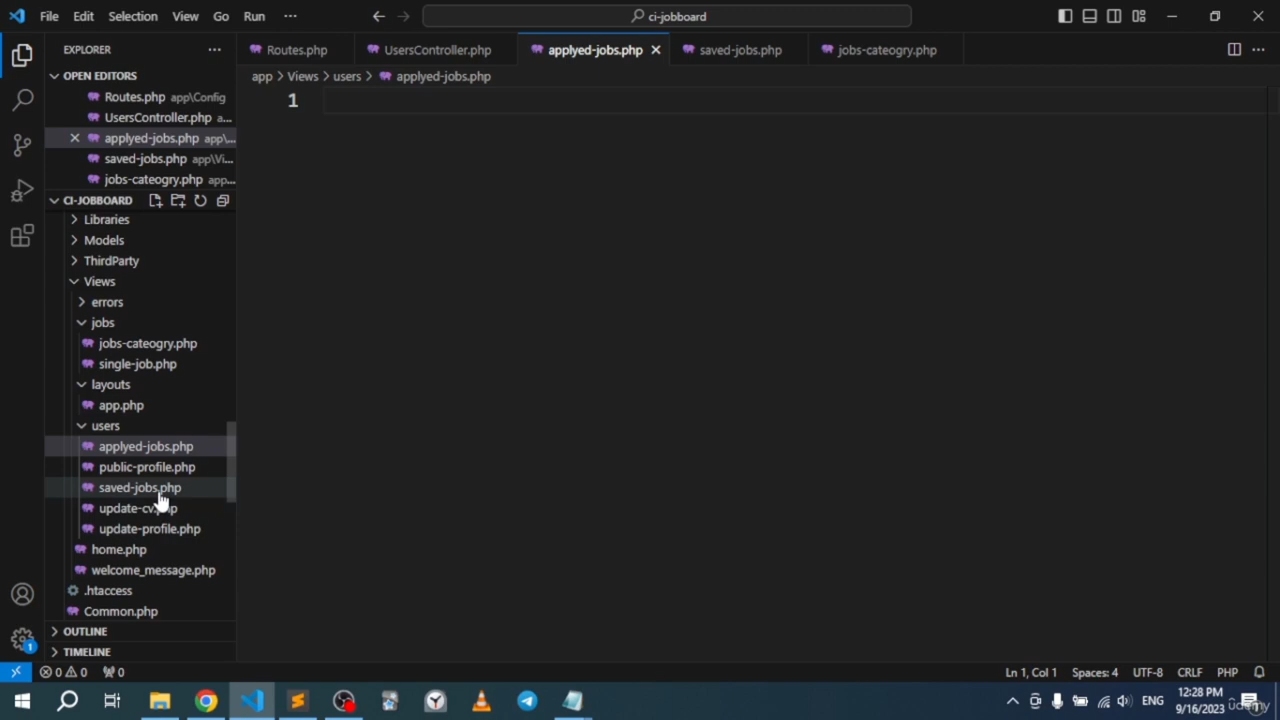 File Edit Selection View Go Run ··· ci-jobboard
EXPLORER ··· Routes.php UsersController.php applyed-jobs.php saved-jobs.php jobs-cateogry.php
OPEN EDITORS
app > Views > users > applyed-jobs.php
Routes.php app\Config
UsersController.php a...
applyed-jobs.php app\...
saved-jobs.php app\Vi...
jobs-cateogry.php app...
1
CI-JOBBOARD
Libraries
Models
ThirdParty
Views
errors
jobs
jobs-cateogry.php
single-job.php
layouts
app.php
users
applyed-jobs.php
public-profile.php
saved-jobs.php
update-cv.php
update-profile.php
home.php
welcome_message.php
.htaccess
Common.php
OUTLINE
TIMELINE
1
0 0 0 Ln 1, Col 1 Spaces: 4 UTF-8 CRLF PHP
ENG 12:28 PM
9/16/2023
udemy